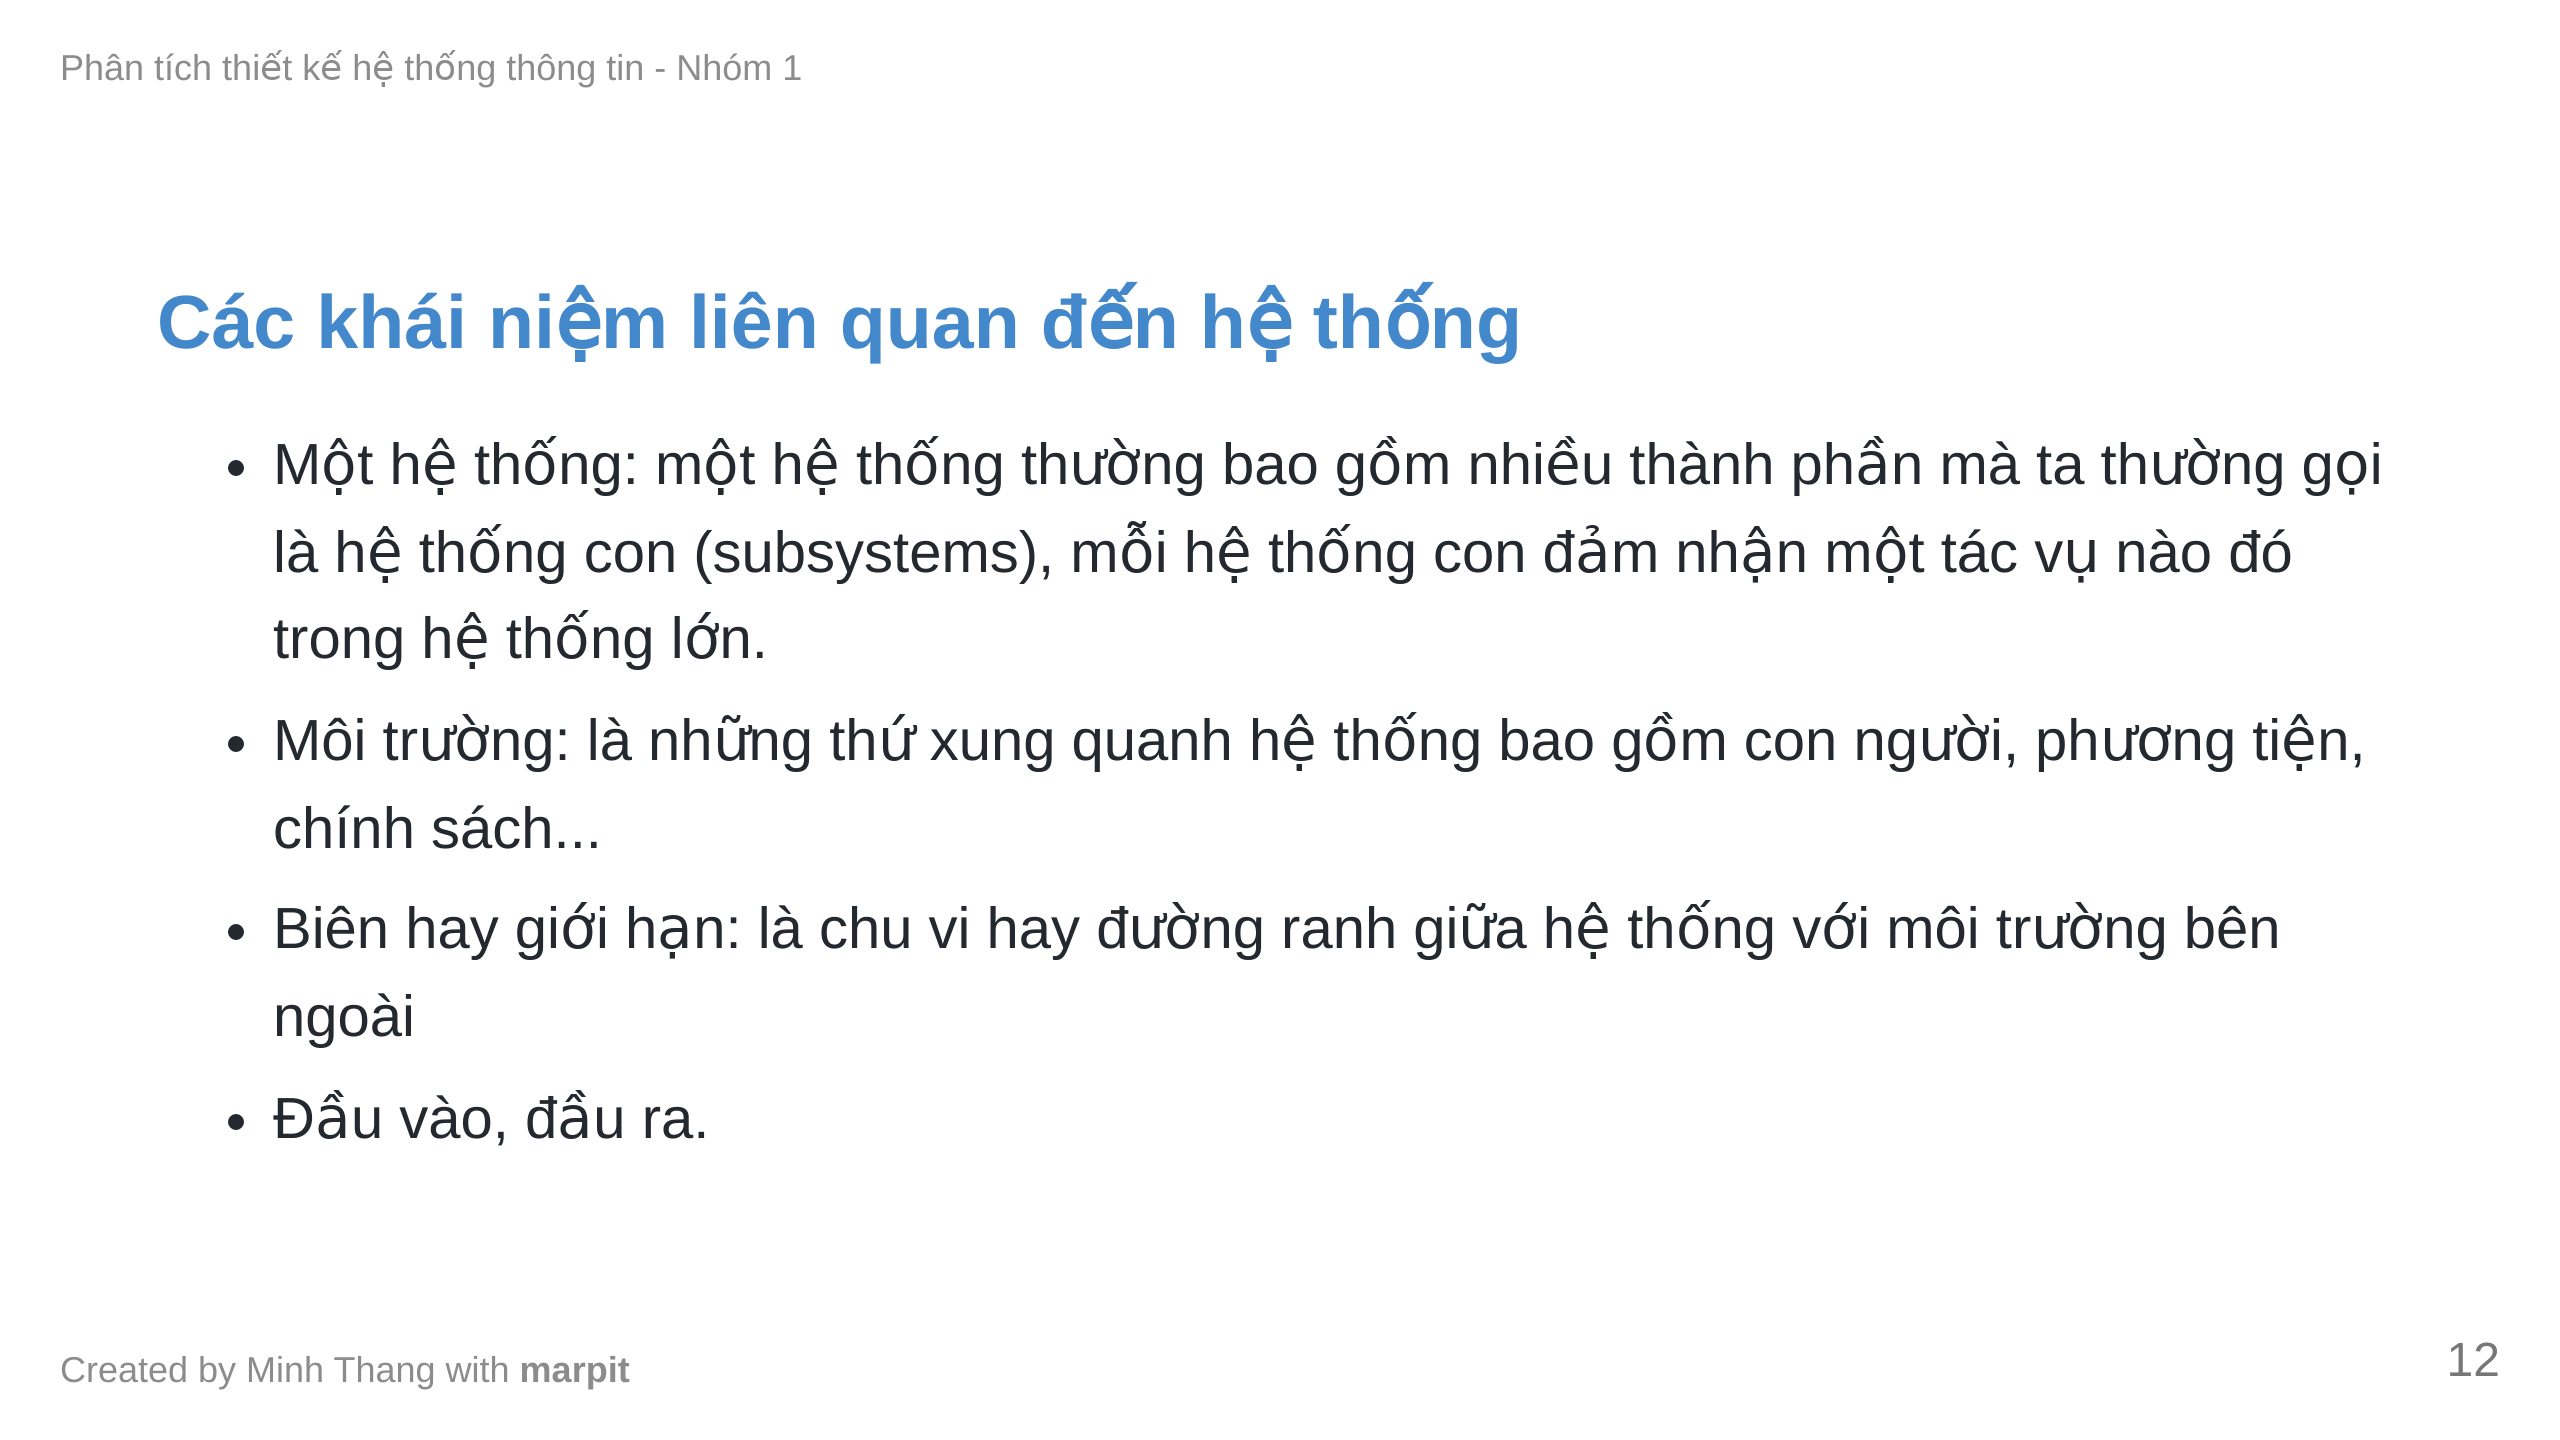 Phân tích thiết kế hệ thống thông tin - Nhóm 1
Các khái niệm liên quan đến hệ thống
• Một hệ thống: một hệ thống thường bao gồm nhiều thành phần mà ta thường gọi
là hệ thống con (subsystems), mỗi hệ thống con đảm nhận một tác vụ nào đó
trong hệ thống lớn.
• Môi trường: là những thứ xung quanh hệ thống bao gồm con người, phương tiện,
chính sách...
• Biên hay giới hạn: là chu vi hay đường ranh giữa hệ thống với môi trường bên
ngoài
• Đầu vào, đầu ra.
Created by Minh Thang with marpit
12